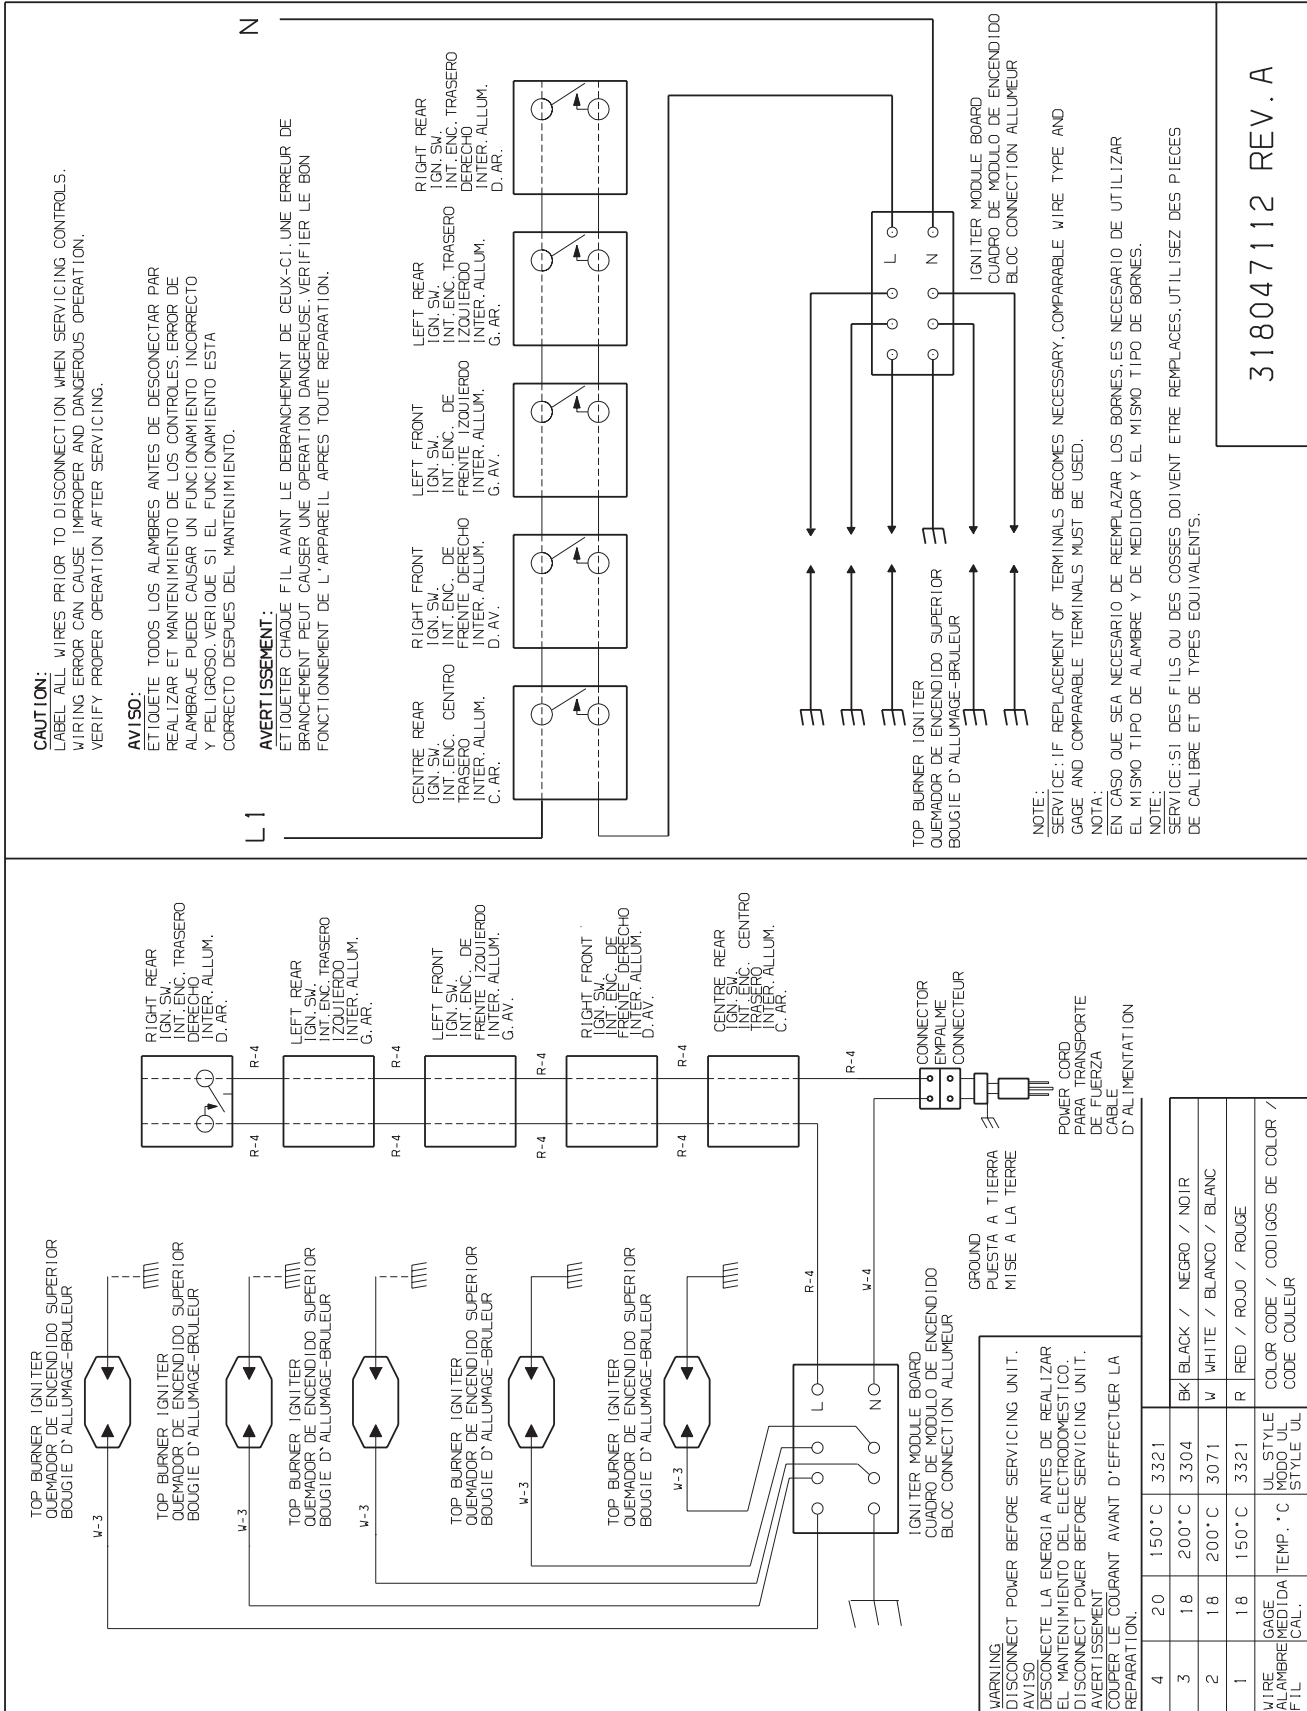 CAUTION:
LABEL ALL WIRES PRIOR TO DISCONNECTION WHEN SERVICING CONTROLS.
WIRING ERROR CAN CAUSE IMPROPER AND DANGEROUS OPERATION.
VERIFY PROPER OPERATION AFTER SERVICING.
AVISO:
ETIQUETE TODOS LOS ALAMBRES ANTES DE DESCONECTAR PAR
REALIZAR ET MANTENIMIENTO DE LOS CONTROLES. ERROR DE
ALAMBRAJE PUEDE CAUSAR UN FUNCIONAMIENTO INCORRECTO
Y PELIGROSO. VERIQUE SI EL FUNCIONAMIENTO ESTA
CORRECTO DESPUES DEL MANTENIMIENTO.
AVERTISSEMENT:
ETIQUETER CHAQUE FIL AVANT LE DEBRANCHEMENT DE CEUX-CI. UNE ERREUR DE
BRANCHEMENT PEUT CAUSER UNE OPERATION DANGEREUSE. VERIFIER LE BON
FONCTIONNEMENT DE L'APPAREIL APRES TOUTE REPARATION.
L1
N
CENTRE REAR
IGN. SW.
INT. ENC. CENTRO
TRASERO
INTER. ALLUM.
C. AR.
RIGHT FRONT
IGN. SW.
INT. ENC. DE
FRENTE DERECHO
INTER. ALLUM.
D. AV.
LEFT FRONT
IGN. SW.
INT. ENC. DE
FRENTE IZQUIERDO
INTER. ALLUM.
G. AV.
LEFT REAR
IGN. SW.
INT. ENC. TRASERO
IZQUIERDO
INTER. ALLUM.
G. AR.
RIGHT REAR
IGN. SW.
INT. ENC. TRASERO
DERECHO
INTER. ALLUM.
D. AR.
L
N
IGNITER MODULE BOARD
CUADRO DE MODULO DE ENCENDIDO
BLOC CONNECTION ALLUMEUR
TOP BURNER IGNITER
QUEMADOR DE ENCENDIDO SUPERIOR
BOUGIE D'ALLUMAGE-BRULEUR
NOTE:
SERVICE: IF REPLACEMENT OF TERMINALS BECOMES NECESSARY, COMPARABLE WIRE TYPE AND
GAGE AND COMPARABLE TERMINALS MUST BE USED.
NOTA:
EN CASO QUE SEA NECESARIO DE REEMPLAZAR LOS BORNES, ES NECESARIO DE UTILIZAR
EL MISMO TIPO DE ALAMBRE Y DE MEDIDOR Y EL MISMO TIPO DE BORNES.
NOTE:
SERVICE: SI DES FILS OU DES COSSES DOIVENT ETRE REMPLACES, UTILISEZ DES PIECES
DE CALIBRE ET DE TYPES EQUIVALENTS.
318047112 REV. A
TOP BURNER IGNITER
QUEMADOR DE ENCENDIDO SUPERIOR
BOUGIE D'ALLUMAGE-BRULEUR
W-3
TOP BURNER IGNITER
QUEMADOR DE ENCENDIDO SUPERIOR
BOUGIE D'ALLUMAGE-BRULEUR
W-3
TOP BURNER IGNITER
QUEMADOR DE ENCENDIDO SUPERIOR
BOUGIE D'ALLUMAGE-BRULEUR
W-3
TOP BURNER IGNITER
QUEMADOR DE ENCENDIDO SUPERIOR
BOUGIE D'ALLUMAGE-BRULEUR
W-3
TOP BURNER IGNITER
QUEMADOR DE ENCENDIDO SUPERIOR
BOUGIE D'ALLUMAGE-BRULEUR
W-3
RIGHT REAR
IGN. SW.
INT. ENC. TRASERO
DERECHO
INTER. ALLUM.
D. AR.
R-4
R-4
LEFT REAR
IGN. SW.
INT. ENC. TRASERO
IZQUIERDO
INTER. ALLUM.
G. AR.
R-4
R-4
LEFT FRONT
IGN. SW.
INT. ENC. DE
FRENTE IZQUIERDO
INTER. ALLUM.
G. AV.
R-4
R-4
RIGHT FRONT
IGN. SW.
INT. ENC. DE
FRENTE DERECHO
INTER. ALLUM.
D. AV.
R-4
R-4
CENTRE REAR
IGN. SW.
INT. ENC. CENTRO
TRASERO
INTER. ALLUM.
C. AR.
R-4
R-4
W-4
CONNECTOR
EMPALME
CONNECTEUR
POWER CORD
PARA TRANSPORTE
DE FUERZA
CABLE
D'ALIMENTATION
GROUND
PUESTA A TIERRA
MISE A LA TERRE
L
N
IGNITER MODULE BOARD
CUADRO DE MODULO DE ENCENDIDO
BLOC CONNECTION ALLUMEUR
WARNING
DISCONNECT POWER BEFORE SERVICING UNIT.
AVISO
DESCONECTE LA ENERGIA ANTES DE REALIZAR
EL MANTENIMIENTO DEL ELECTRODOMESTICO.
DISCONNECT POWER BEFORE SERVICING UNIT.
AVERTISSEMENT
COUPER LE COURANT AVANT D'EFFECTUER LA
REPARATION.
4 20 150°C 3321
3 18 200°C 3304 BK BLACK / NEGRO / NOIR
2 18 200°C 3071 W WHITE / BLANCO / BLANC
1 18 150°C 3321 R RED / ROJO / ROUGE
WIRE GAGE TEMP. °C UL STYLE COLOR CODE / CODIGOS DE COLOR /
ALAMBRE MEDIDA MODO UL CODE COULEUR
FIL CAL. STYLE UL